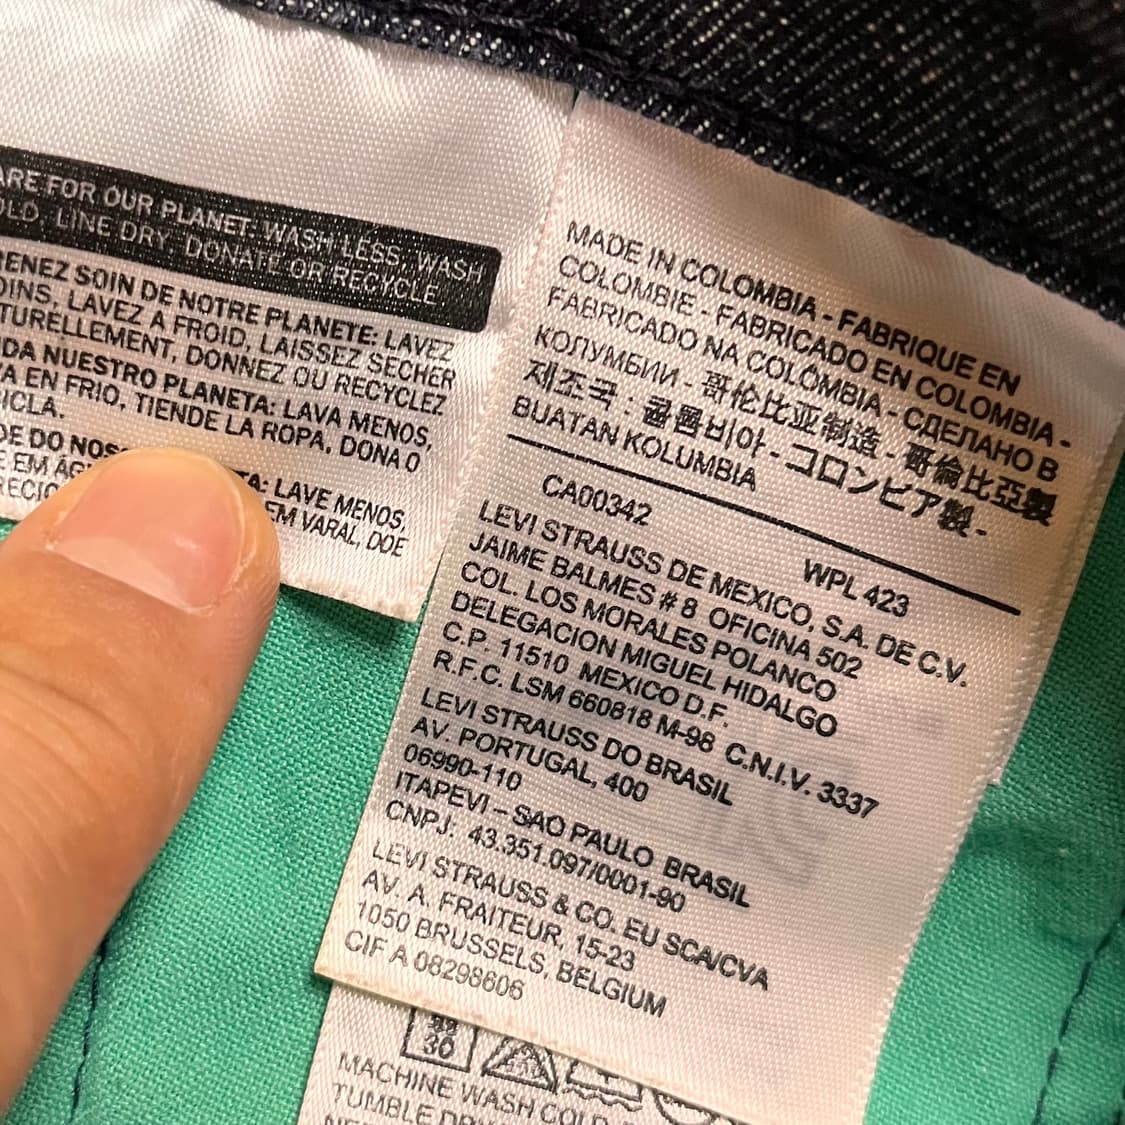 ARE FOR OUR PLANET: WASH LESS, WASH
OLD, LINE DRY, DONATE OR RECYCLE
RENEZ SOIN DE NOTRE PLANETE: LAVEZ
OINS, LAVEZ A FROID, LAISSEZ SECHER
TURELLEMENT, DONNEZ OU RECYCLEZ
DA NUESTRO PLANETA: LAVA MENOS,
A EN FRIO, TIENDE LA ROPA, DONA O
ICLA.
DE DO NOS TA: LAVE MENOS,
E EM ÁG EM VARAL, DOE
RECIC
MADE IN COLOMBIA - FABRIQUE EN
COLOMBIE - FABRICADO EN COLOMBIA -
FABRICADO NA COLÔMBIA - СДЕЛАНО В
КОЛУМБИИ - 哥伦比亚制造 - 哥倫比亞製
제조국 : 콜롬비아 - コロンビア製 -
BUATAN KOLUMBIA
CA00342 WPL 423
LEVI STRAUSS DE MEXICO, S.A. DE C.V.
JAIME BALMES # 8 OFICINA 502
COL. LOS MORALES POLANCO
DELEGACION MIGUEL HIDALGO
C.P. 11510 MEXICO D.F.
R.F.C. LSM 660818 M-98 C.N.I.V. 3337
LEVI STRAUSS DO BRASIL
AV. PORTUGAL, 400
06990-110
ITAPEVI – SAO PAULO BRASIL
CNPJ: 43.351.097/0001-90
LEVI STRAUSS & CO. EU SCA/CVA
AV. A. FRAITEUR, 15-23
1050 BRUSSELS, BELGIUM
CIF A 08298606
30
MACHINE WASH COLD
TUMBLE DRY